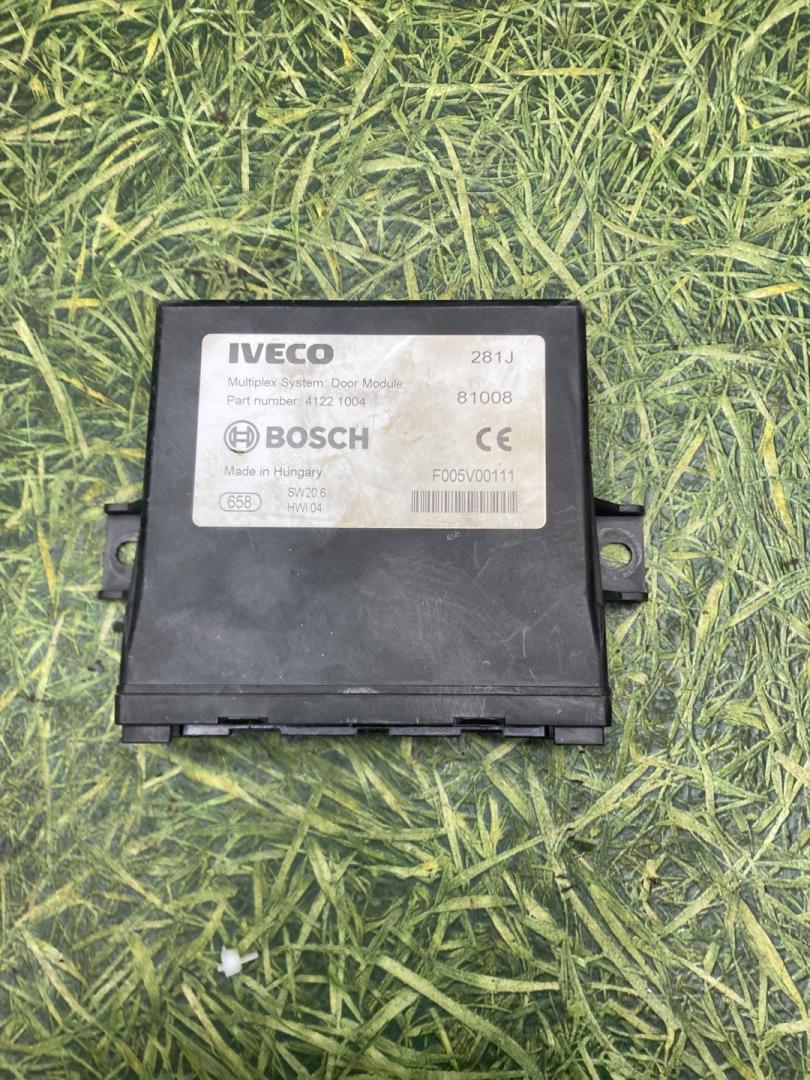 IVECO 281J
Multiplex System: Door Module
Part number: 4122 1004 81008
BOSCH CE
Made in Hungary F005V00111
658 SW20.6
HWI 04